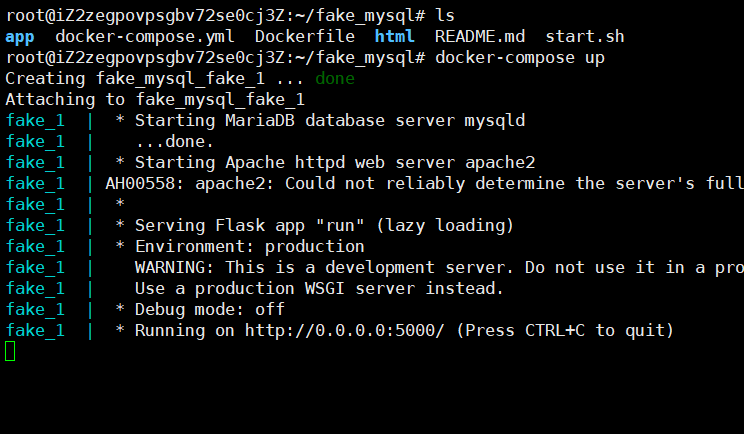 root@iZ2zegpovpsgbv72se0cj3Z:~/fake_mysql# ls
app  docker-compose.yml  Dockerfile  html  README.md  start.sh
root@iZ2zegpovpsgbv72se0cj3Z:~/fake_mysql# docker-compose up
Creating fake_mysql_fake_1 ... done
Attaching to fake_mysql_fake_1
fake_1  |  * Starting MariaDB database server mysqld
fake_1  |    ...done.
fake_1  |  * Starting Apache httpd web server apache2
fake_1  | AH00558: apache2: Could not reliably determine the server's full
fake_1  |  *
fake_1  |  * Serving Flask app "run" (lazy loading)
fake_1  |  * Environment: production
fake_1  |    WARNING: This is a development server. Do not use it in a pro
fake_1  |    Use a production WSGI server instead.
fake_1  |  * Debug mode: off
fake_1  |  * Running on http://0.0.0.0:5000/ (Press CTRL+C to quit)